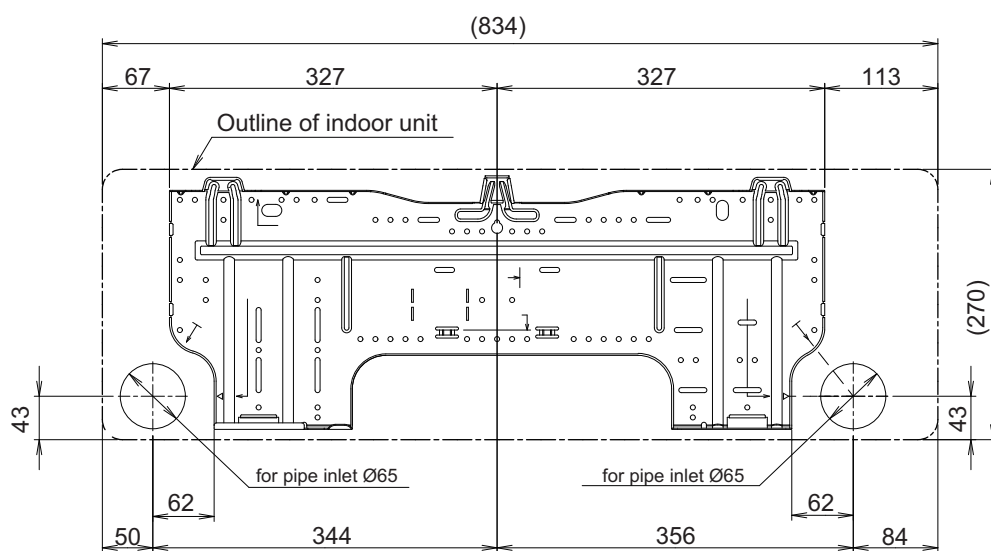 (834)
67 327 327 113
Outline of indoor unit
(270)
43
43
for pipe inlet Ø65
for pipe inlet Ø65
62
62
50 344 356 84